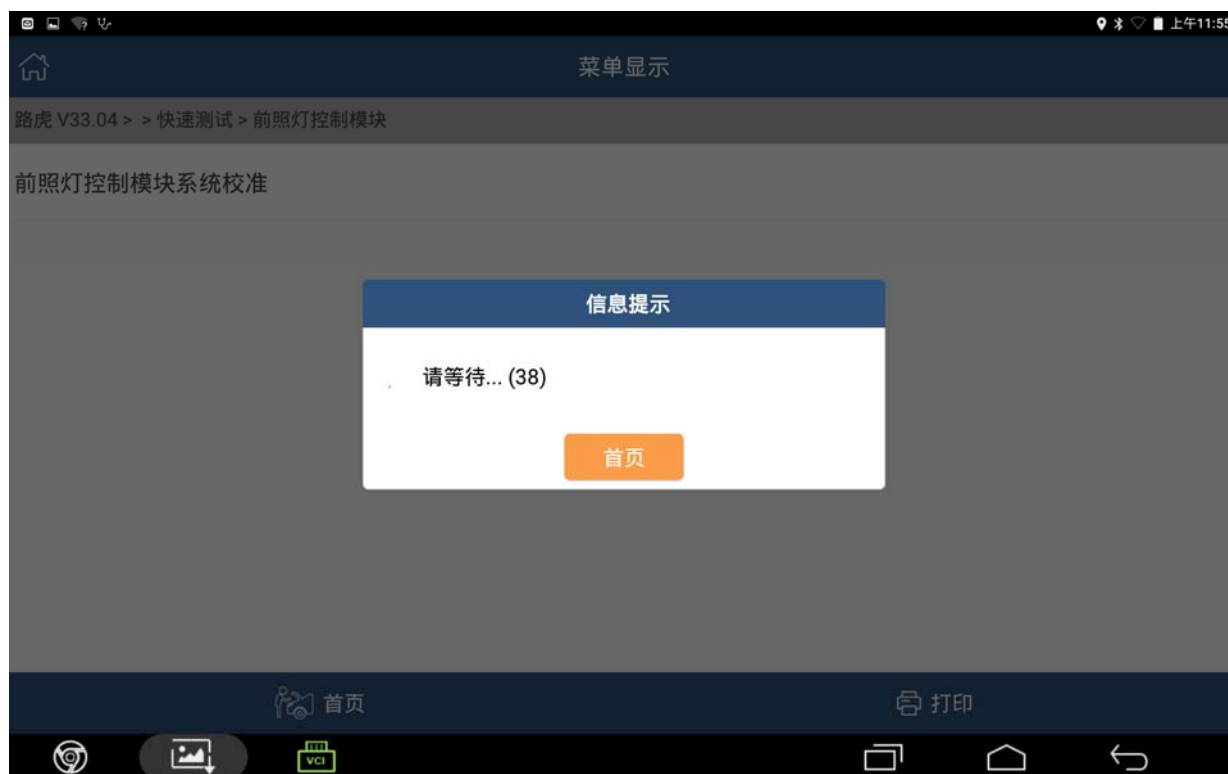 上午11:55
菜单显示
路虎 V33.04 > > 快速测试 > 前照灯控制模块
前照灯控制模块系统校准
信息提示
请等待... (38)
首页
首页
打印
VCI